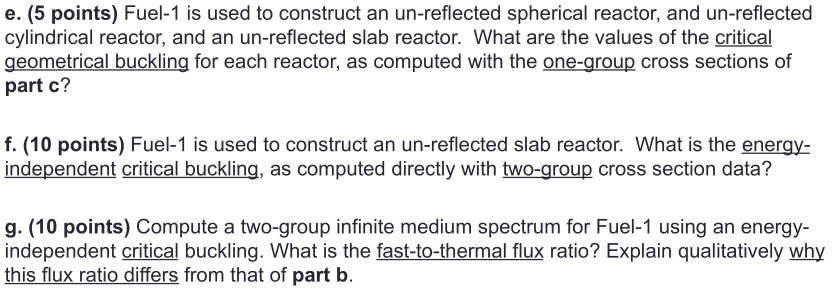 e. (5 points) Fuel-1 is used to construct an un-reflected spherical reactor, and un-reflected
cylindrical reactor, and an un-reflected slab reactor. What are the values of the critical
geometrical buckling for each reactor, as computed with the one-group cross sections of
part c?
f. (10 points) Fuel-1 is used to construct an un-reflected slab reactor. What is the energy-
independent critical buckling, as computed directly with two-group cross section data?
g. (10 points) Compute a two-group infinite medium spectrum for Fuel-1 using an energy-
independent critical buckling. What is the fast-to-thermal flux ratio? Explain qualitatively why
this flux ratio differs from that of part b.